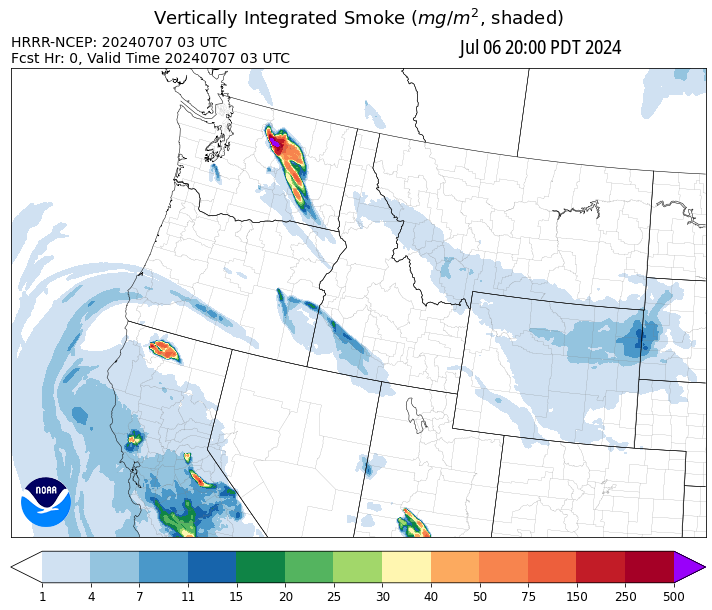 Vertically Integrated Smoke (mg/m², shaded)
HRRR-NCEP: 20240707 03 UTC
Fcst Hr: 0, Valid Time 20240707 03 UTC
Jul 06 20:00 PDT 2024
NOAA
1 4 7 11 15 20 25 30 40 50 75 150 250 500